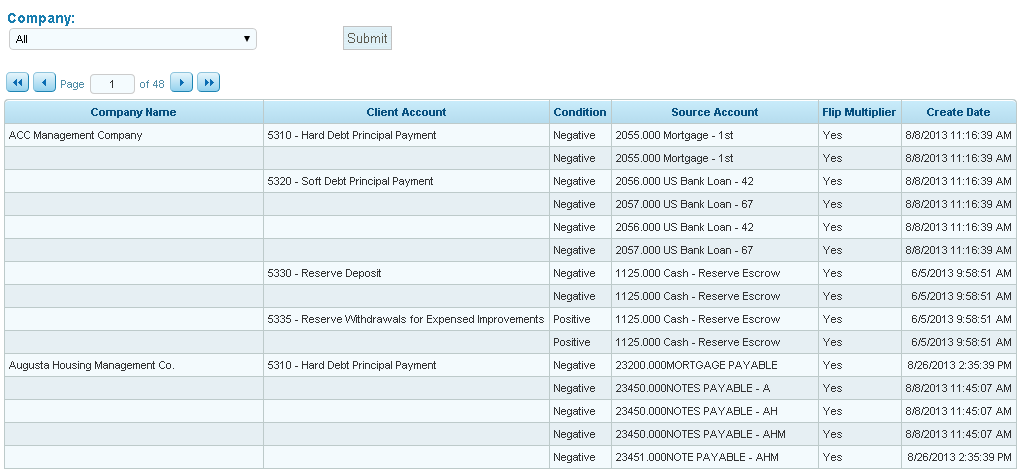 Company:
All
Submit
Page 1 of 48
Company Name Client Account Condition Source Account Flip Multiplier Create Date
ACC Management Company 5310 - Hard Debt Principal Payment Negative 2055.000 Mortgage - 1st Yes 8/8/2013 11:16:39 AM
Negative 2055.000 Mortgage - 1st Yes 8/8/2013 11:16:39 AM
5320 - Soft Debt Principal Payment Negative 2056.000 US Bank Loan - 42 Yes 8/8/2013 11:16:39 AM
Negative 2057.000 US Bank Loan - 67 Yes 8/8/2013 11:16:39 AM
Negative 2056.000 US Bank Loan - 42 Yes 8/8/2013 11:16:39 AM
Negative 2057.000 US Bank Loan - 67 Yes 8/8/2013 11:16:39 AM
5330 - Reserve Deposit Negative 1125.000 Cash - Reserve Escrow Yes 6/5/2013 9:58:51 AM
Negative 1125.000 Cash - Reserve Escrow Yes 6/5/2013 9:58:51 AM
5335 - Reserve Withdrawals for Expensed Improvements Positive 1125.000 Cash - Reserve Escrow Yes 6/5/2013 9:58:51 AM
Positive 1125.000 Cash - Reserve Escrow Yes 6/5/2013 9:58:51 AM
Augusta Housing Management Co. 5310 - Hard Debt Principal Payment Negative 23200.000MORTGAGE PAYABLE Yes 8/26/2013 2:35:39 PM
Negative 23450.000NOTES PAYABLE - A Yes 8/8/2013 11:45:07 AM
Negative 23450.000NOTES PAYABLE - AH Yes 8/8/2013 11:45:07 AM
Negative 23450.000NOTES PAYABLE - AHM Yes 8/8/2013 11:45:07 AM
Negative 23451.000NOTE PAYABLE - AHM Yes 8/26/2013 2:35:39 PM